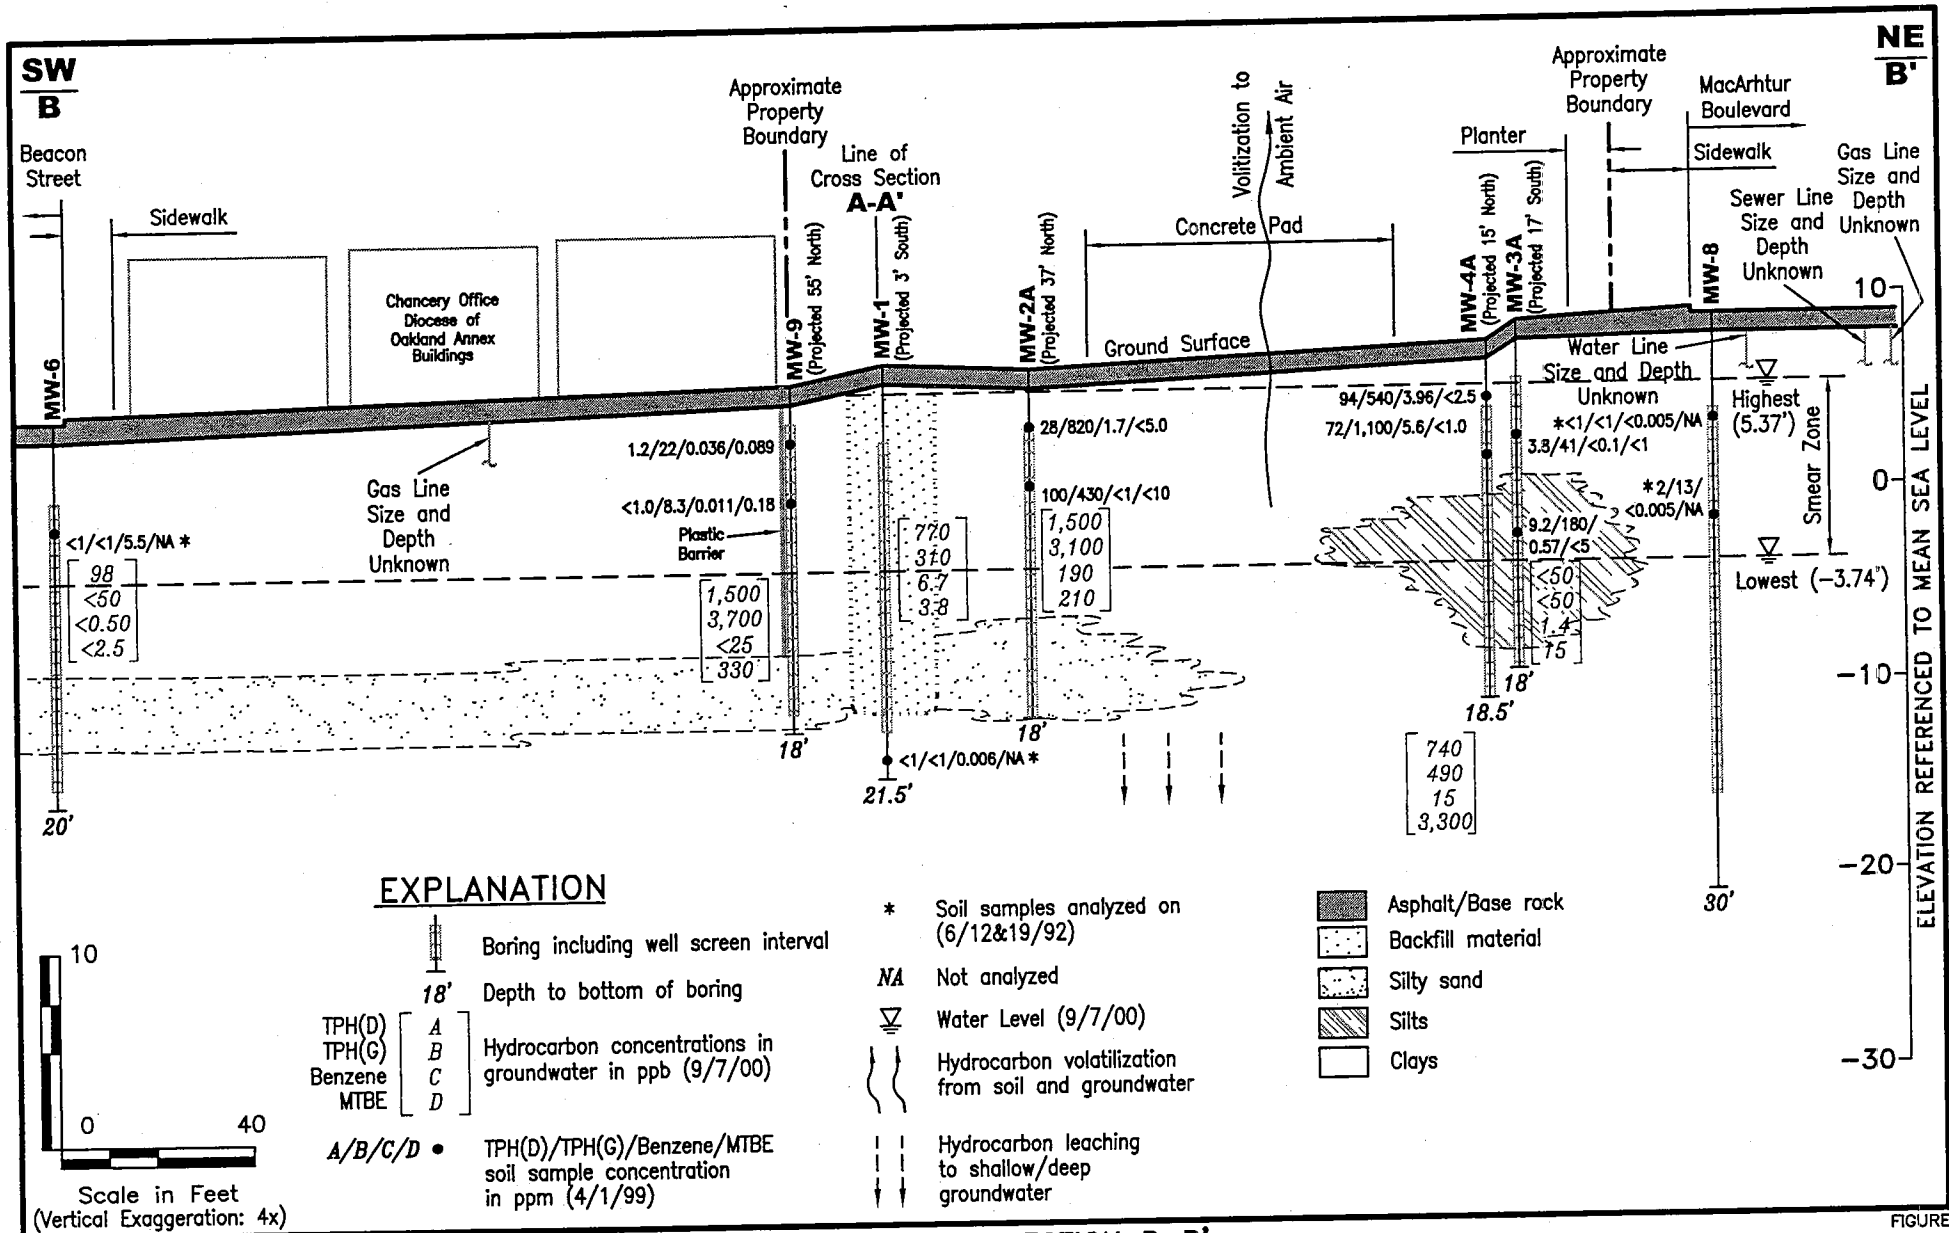 SW
B
NE
B'
Beacon
Street
Sidewalk
Chancery Office
Diocese of
Oakland Annex
Buildings
Approximate
Property
Boundary
Line of
Cross Section
A-A'
Volitization to
Ambient Air
Concrete Pad
Ground Surface
Planter
Approximate
Property
Boundary
MacArhtur
Boulevard
Sidewalk
Gas Line
Size and
Depth
Unknown
Sewer Line
Size and
Depth
Unknown
Water Line
Size and Depth
Unknown
MW-6
MW-9
(Projected 55' North)
MW-1
(Projected 3' South)
MW-2A
(Projected 37' North)
MW-4A
(Projected 15' North)
MW-3A
(Projected 17' South)
MW-8
Gas Line
Size and
Depth
Unknown
Plastic
Barrier
<1/<1/5.5/NA *
98
<50
<0.50
<2.5
20'
1.2/22/0.036/0.089
<1.0/8.3/0.011/0.18
1,500
3,700
<25
330
18'
770
310
6.7
3.8
<1/<1/0.006/NA *
21.5'
28/820/1.7/<5.0
100/430/<1/<10
1,500
3,100
190
210
18'
94/540/3.96/<2.5
72/1,100/5.6/<1.0
740
490
15
3,300
18.5'
3.8/41/<0.1/<1
9.2/180/
0.57/<5
<50
<50
1.4
15
18'
*<1/<1/<0.005/NA
*2/13/
<0.005/NA
30'
Highest
(5.37')
Smear Zone
Lowest (-3.74')
10
0
-10
-20
-30
ELEVATION REFERENCED TO MEAN SEA LEVEL
EXPLANATION
Boring including well screen interval
18' Depth to bottom of boring
TPH(D) A
TPH(G) B
Benzene C
MTBE D
Hydrocarbon concentrations in
groundwater in ppb (9/7/00)
A/B/C/D TPH(D)/TPH(G)/Benzene/MTBE
soil sample concentration
in ppm (4/1/99)
* Soil samples analyzed on
(6/12&19/92)
NA Not analyzed
Water Level (9/7/00)
Hydrocarbon volatilization
from soil and groundwater
Hydrocarbon leaching
to shallow/deep
groundwater
Asphalt/Base rock
Backfill material
Silty sand
Silts
Clays
10
0 40
Scale in Feet
(Vertical Exaggeration: 4x)
FIGURE